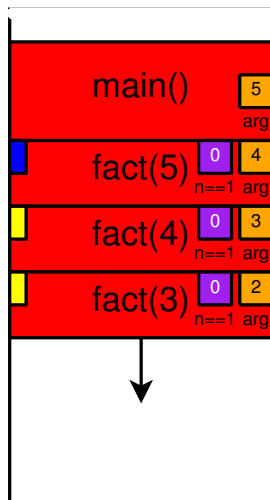 main()
5
arg
fact(5)
0
4
n==1
arg
fact(4)
0
3
n==1
arg
fact(3)
0
2
n==1
arg